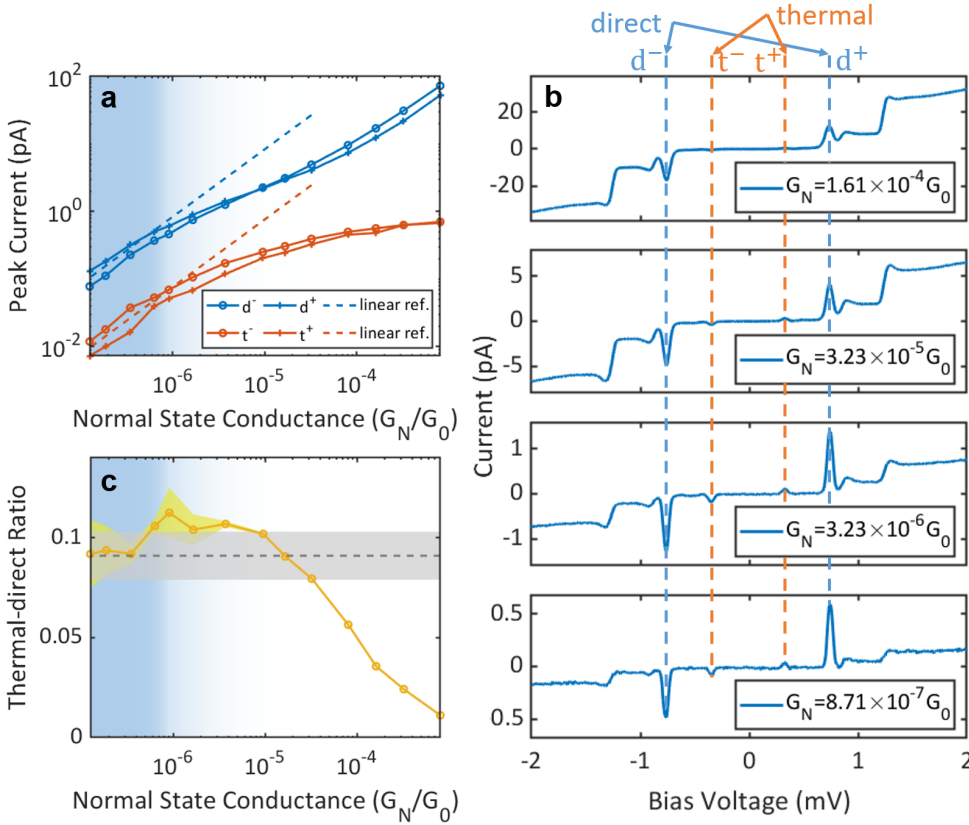 direct
thermal
d⁻
t⁻
t⁺
d⁺
a
Peak Current (pA)
10²
10⁰
10⁻²
d⁻
d⁺
linear ref.
t⁻
t⁺
linear ref.
10⁻⁶
10⁻⁵
10⁻⁴
Normal State Conductance (G_N/G_0)
c
Thermal-direct Ratio
0.1
0.05
0
10⁻⁶
10⁻⁵
10⁻⁴
Normal State Conductance (G_N/G_0)
b
Current (pA)
20
0
-20
G_N=1.61×10⁻⁴G_0
5
0
-5
G_N=3.23×10⁻⁵G_0
1
0
-1
G_N=3.23×10⁻⁶G_0
0.5
0
0.5
G_N=8.71×10⁻⁷G_0
-2
-1
0
1
2
Bias Voltage (mV)